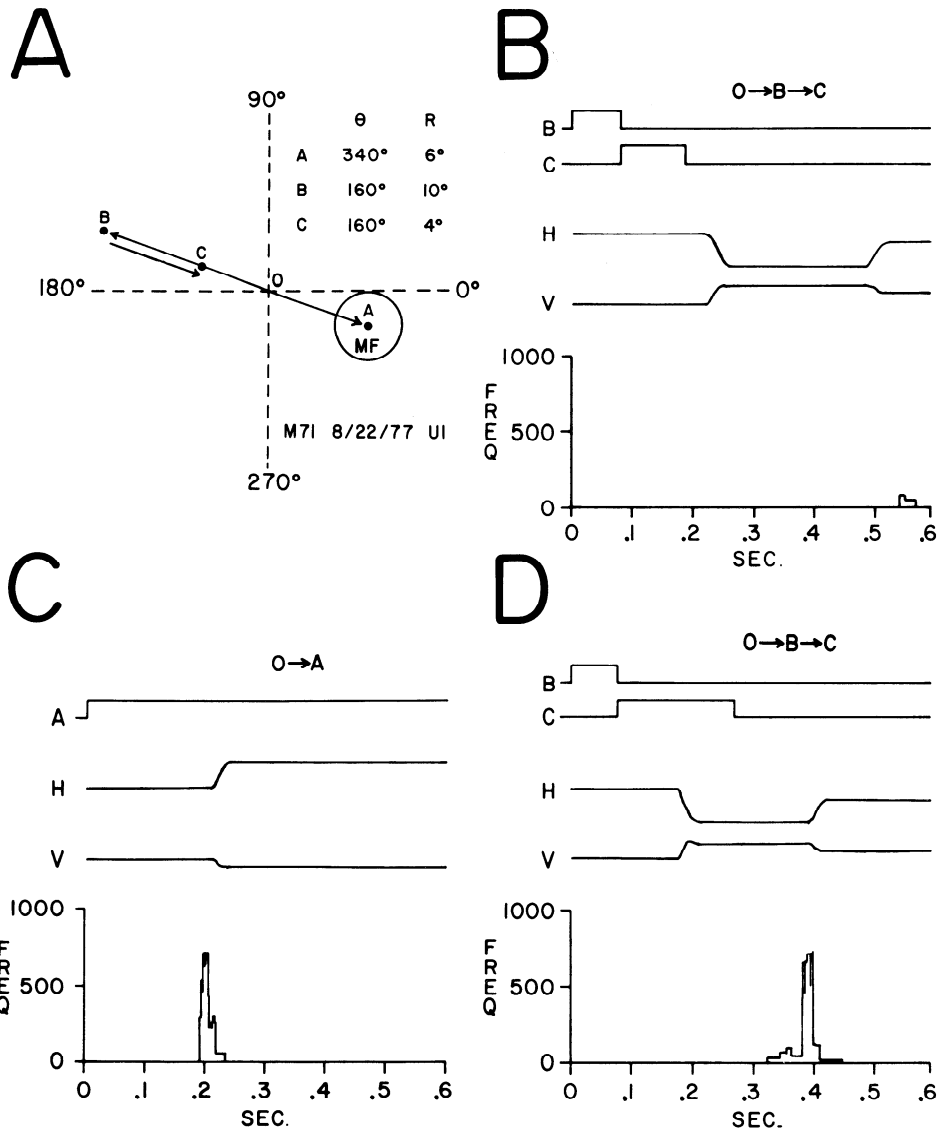 A
90°
θ R
A 340° 6°
B 160° 10°
C 160° 4°
B
C
O
180°
0°
A
MF
M71 8/22/77 U1
270°
B
O→B→C
B
C
H
V
FREQ
1000
500
0
0 .1 .2 .3 .4 .5 .6
SEC.
C
O→A
A
H
V
FREQ
1000
500
0
0 .1 .2 .3 .4 .5 .6
SEC.
D
O→B→C
B
C
H
V
FREQ
1000
500
0
0 .1 .2 .3 .4 .5 .6
SEC.